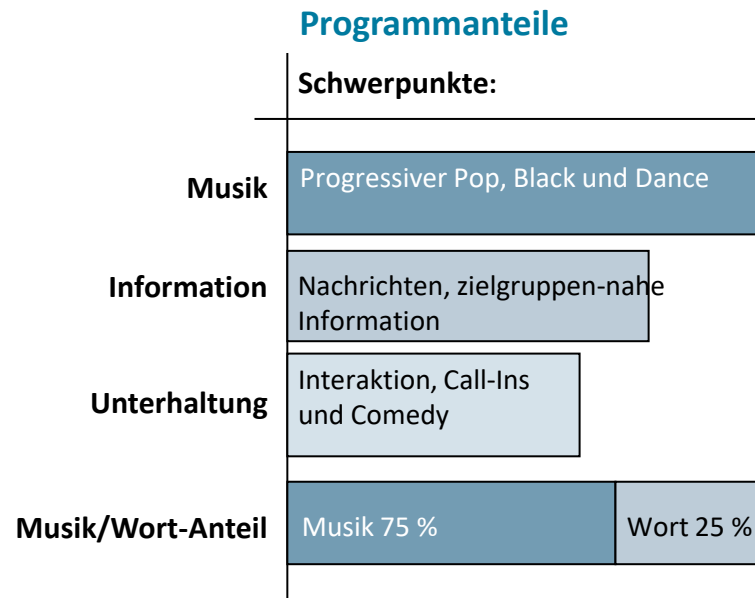 Programmanteile
Schwerpunkte:
Musik
Progressiver Pop, Black und Dance
Information
Nachrichten, zielgruppen-nahe
Information
Unterhaltung
Interaktion, Call-Ins
und Comedy
Musik/Wort-Anteil
Musik 75 %
Wort 25 %